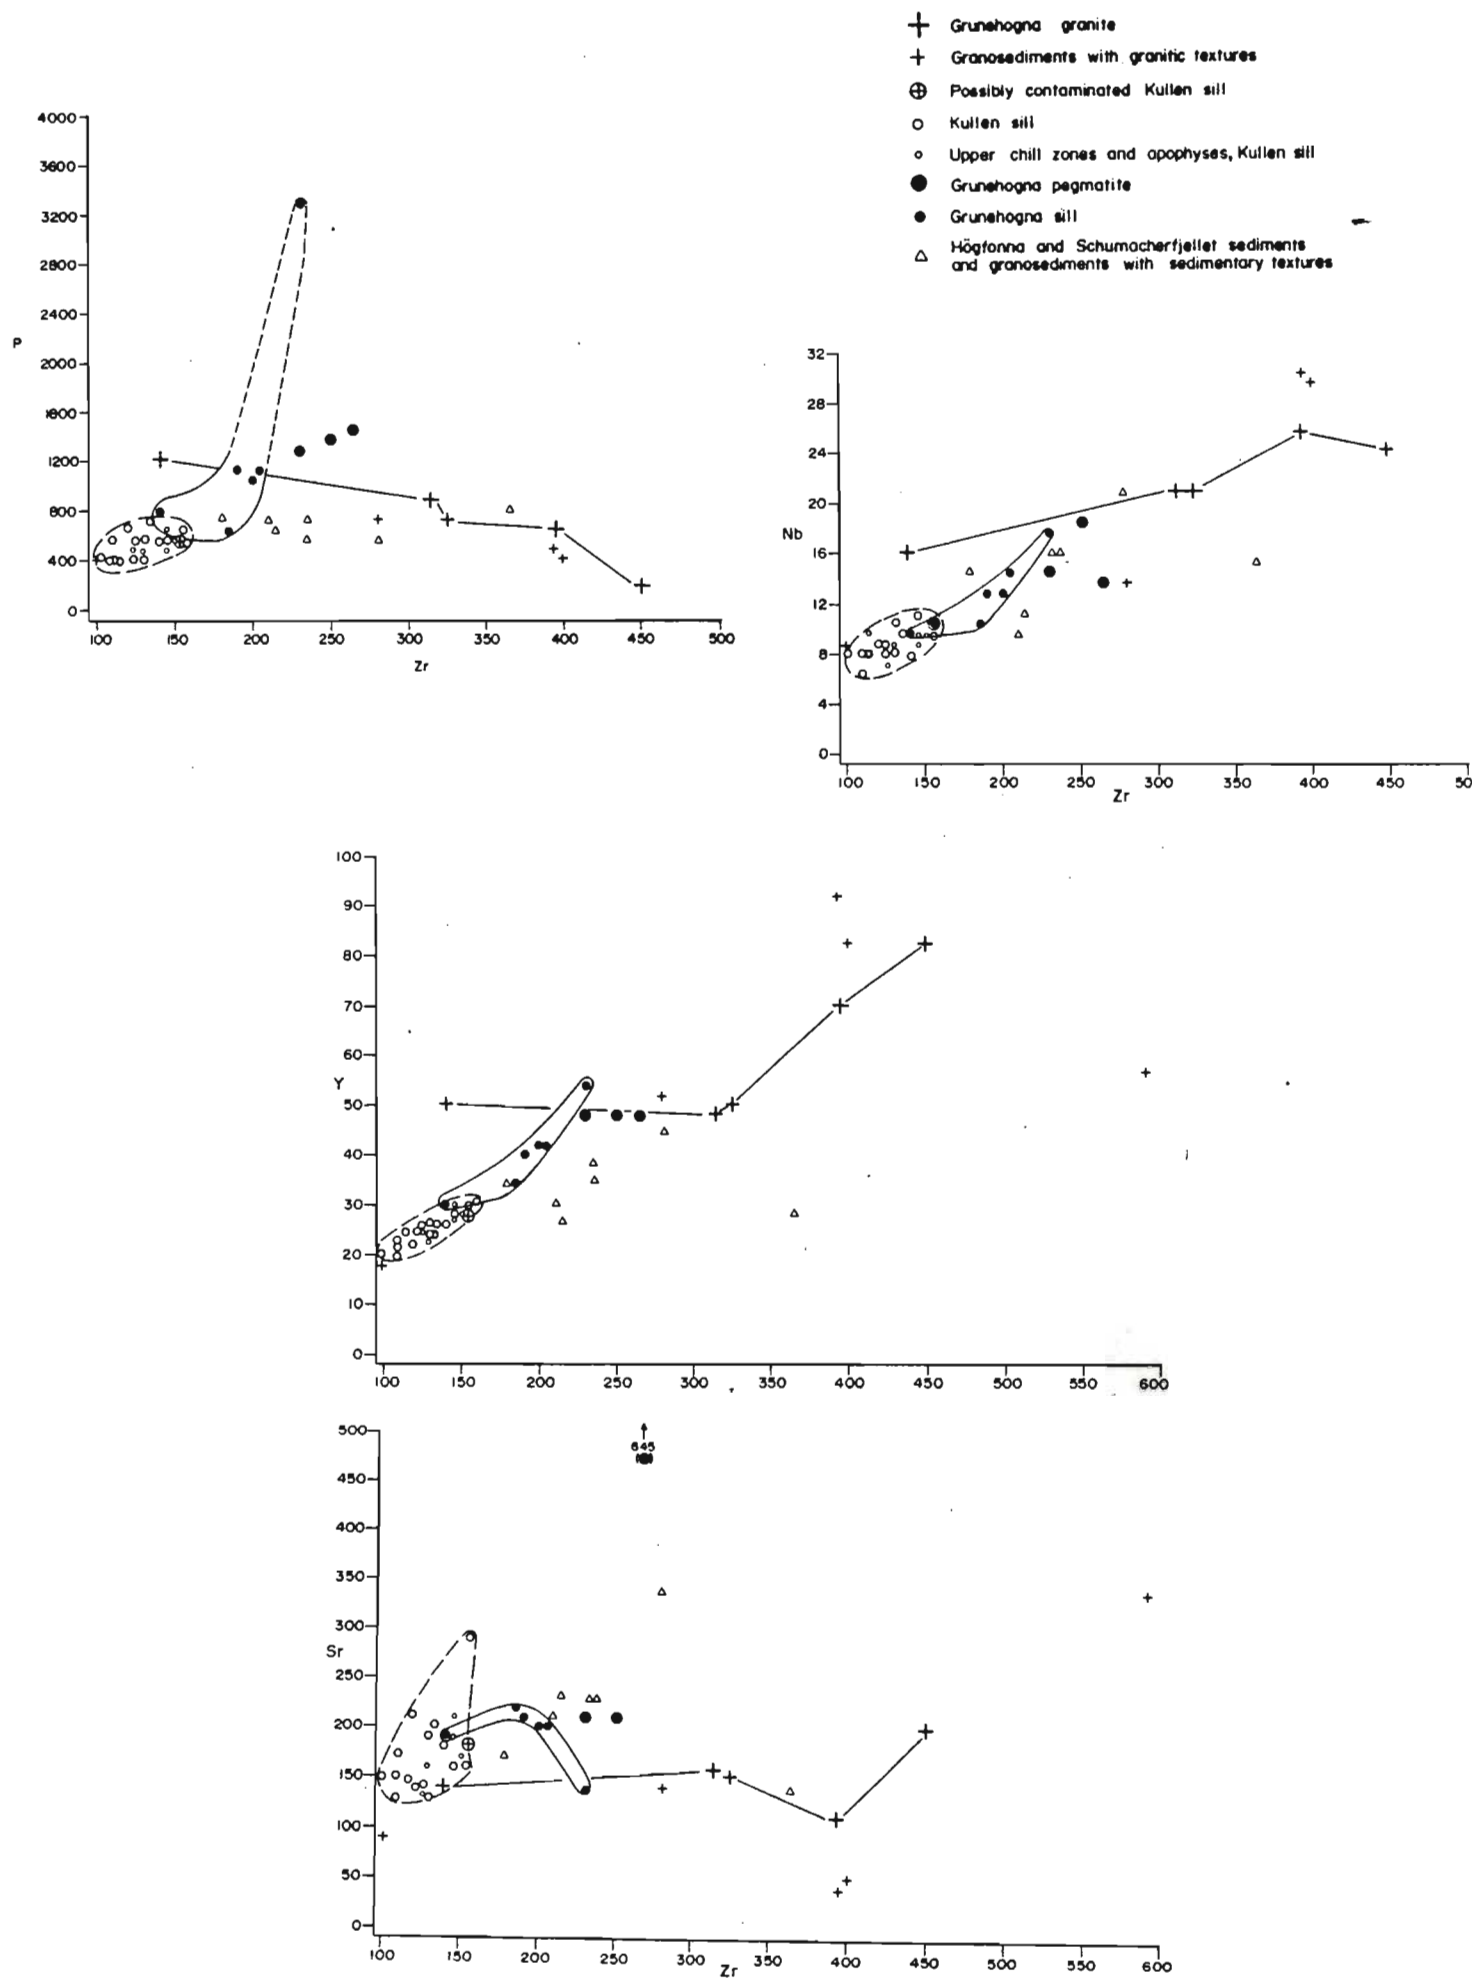 Grunehogna granite
Granosediments with granitic textures
Possibly contaminated Kullen sill
Kullen sill
Upper chill zones and apophyses, Kullen sill
Grunehogna pegmatite
Grunehogna sill
Högfonna and Schumacherfjellet sediments
and granosediments with sedimentary textures
4000
3600
3200
2800
2400
P
2000
1600
1200
800
400
0
100 150 200 250 300 350 400 450 500
Zr
32
28
24
20
Nb
16
12
8
4
0
100 150 200 250 300 350 400 450 50
Zr
100
90
80
70
60
Y
50
40
30
20
10
0
100 150 200 250 300 350 400 450 500 550 600
500
645
450
400
350
300
Sr
250
200
150
100
50
0
100 150 200 250 300 350 400 450 500 550 600
Zr